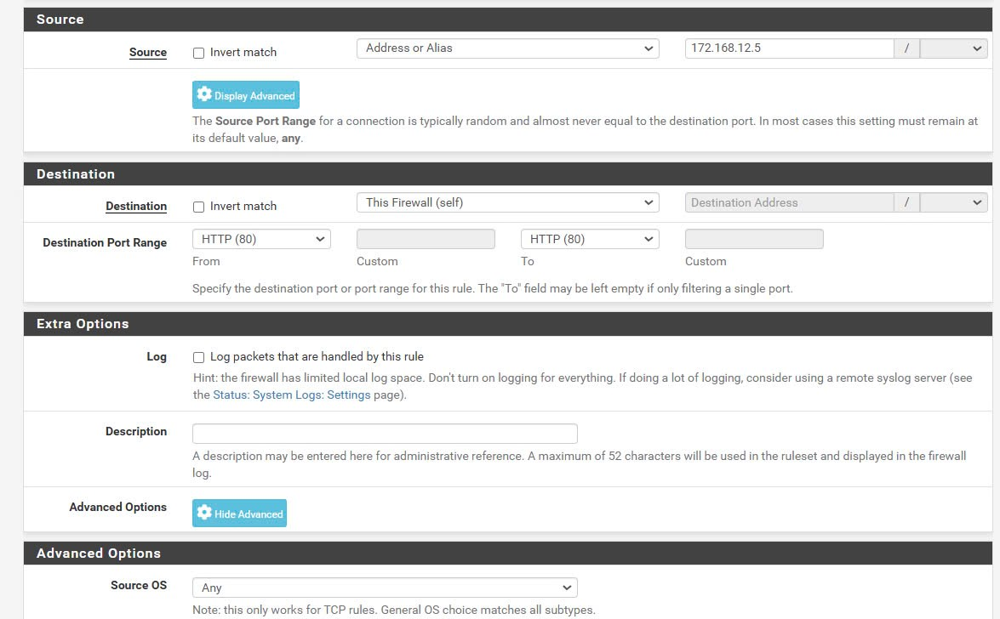 Source
Source Invert match Address or Alias 172.168.12.5 /
Display Advanced
The Source Port Range for a connection is typically random and almost never equal to the destination port. In most cases this setting must remain at
its default value, any.
Destination
Destination Invert match This Firewall (self) Destination Address /
Destination Port Range HTTP (80) HTTP (80)
From Custom To Custom
Specify the destination port or port range for this rule. The "To" field may be left empty if only filtering a single port.
Extra Options
Log Log packets that are handled by this rule
Hint: the firewall has limited local log space. Don't turn on logging for everything. If doing a lot of logging, consider using a remote syslog server (see
the Status: System Logs: Settings page).
Description
A description may be entered here for administrative reference. A maximum of 52 characters will be used in the ruleset and displayed in the firewall
log.
Advanced Options Hide Advanced
Advanced Options
Source OS Any
Note: this only works for TCP rules. General OS choice matches all subtypes.